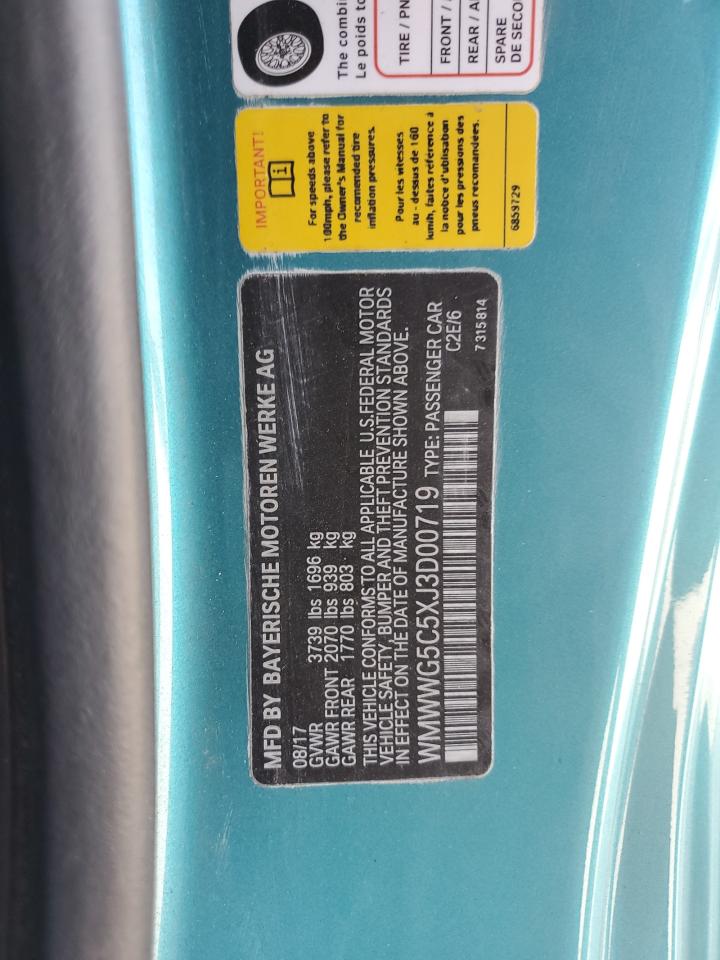 The combi
Le poids to
TIRE / PN
FRONT /
REAR / A
SPARE
DE SECO
IMPORTANT!
For speeds above
100mph, please refer to
the Owner's Manual for
recomended tire
inflation pressures.
Pour les vitesses
au - dessus de 160
km/h, faites référence à
la notice d'utilisation
pour les pressions des
pneus recomandées.
6859729
MFD BY BAYERISCHE MOTOREN WERKE AG
08/17
GVWR 3739 lbs 1696 kg
GAWR FRONT 2070 lbs 939 kg
GAWR REAR 1770 lbs 803 kg
THIS VEHICLE CONFORMS TO ALL APPLICABLE U.S.FEDERAL MOTOR
VEHICLE SAFETY, BUMPER AND THEFT PREVENTION STANDARDS
IN EFFECT ON THE DATE OF MANUFACTURE SHOWN ABOVE.
WMWWG5C5XJ3D00719 TYPE: PASSENGER CAR
C2E/6
7315814